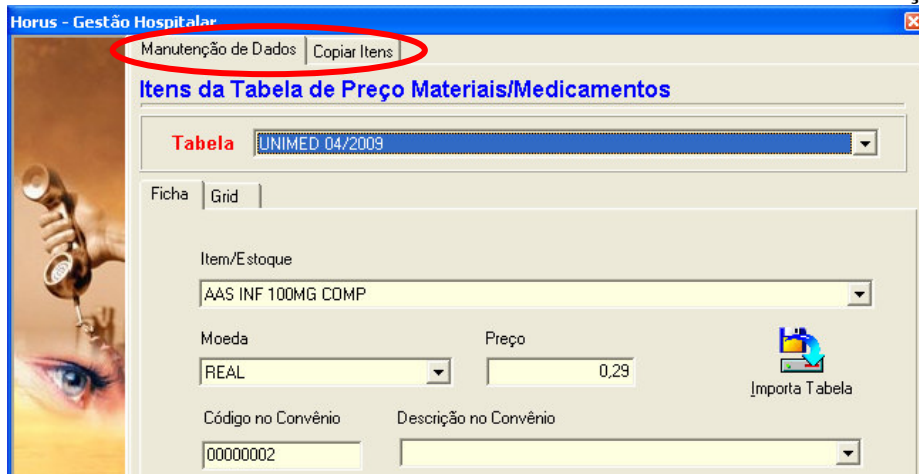 Horus - Gestão Hospitalar
Manutenção de Dados Copiar Itens
Itens da Tabela de Preço Materiais/Medicamentos
Tabela UNIMED 04/2009
Ficha Grid
Item/Estoque
AAS INF 100MG COMP
Moeda Preço
REAL 0,29
Importa Tabela
Código no Convênio Descrição no Convênio
00000002